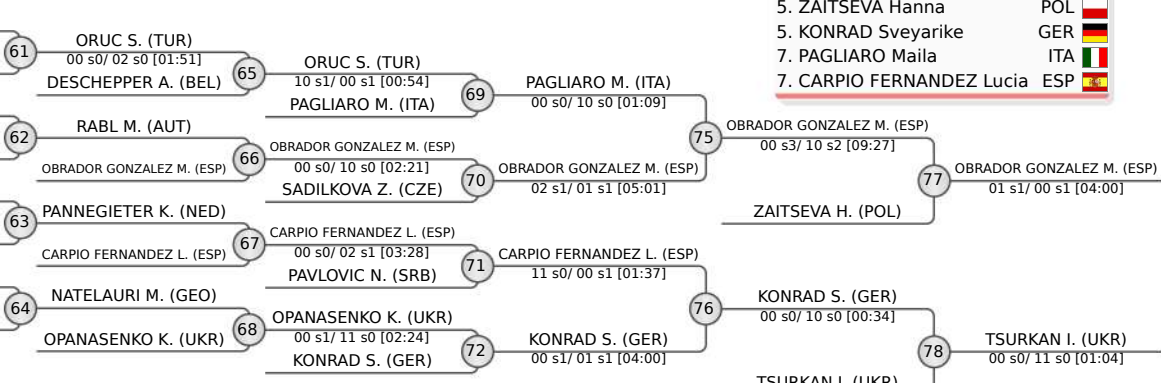 5. ZAITSEVA Hanna POL
5. KONRAD Sveyarike GER
7. PAGLIARO Maila ITA
7. CARPIO FERNANDEZ Lucia ESP
61
ORUC S. (TUR)
00 s0/ 02 s0 [01:51]
DESCHEPPER A. (BEL)
62
RABL M. (AUT)
OBRADOR GONZALEZ M. (ESP)
63
PANNEGIETER K. (NED)
CARPIO FERNANDEZ L. (ESP)
64
NATELAURI M. (GEO)
OPANASENKO K. (UKR)
65
ORUC S. (TUR)
10 s1/ 00 s1 [00:54]
PAGLIARO M. (ITA)
66
OBRADOR GONZALEZ M. (ESP)
00 s0/ 10 s0 [02:21]
SADILKOVA Z. (CZE)
67
CARPIO FERNANDEZ L. (ESP)
00 s0/ 02 s1 [03:28]
PAVLOVIC N. (SRB)
68
OPANASENKO K. (UKR)
00 s1/ 11 s0 [02:24]
KONRAD S. (GER)
69
PAGLIARO M. (ITA)
00 s0/ 10 s0 [01:09]
70
OBRADOR GONZALEZ M. (ESP)
02 s1/ 01 s1 [05:01]
71
CARPIO FERNANDEZ L. (ESP)
11 s0/ 00 s1 [01:37]
72
KONRAD S. (GER)
00 s1/ 01 s1 [04:00]
75
OBRADOR GONZALEZ M. (ESP)
00 s3/ 10 s2 [09:27]
ZAITSEVA H. (POL)
76
KONRAD S. (GER)
00 s0/ 10 s0 [00:34]
TSURKAN I. (UKR)
77
OBRADOR GONZALEZ M. (ESP)
01 s1/ 00 s1 [04:00]
78
TSURKAN I. (UKR)
00 s0/ 11 s0 [01:04]